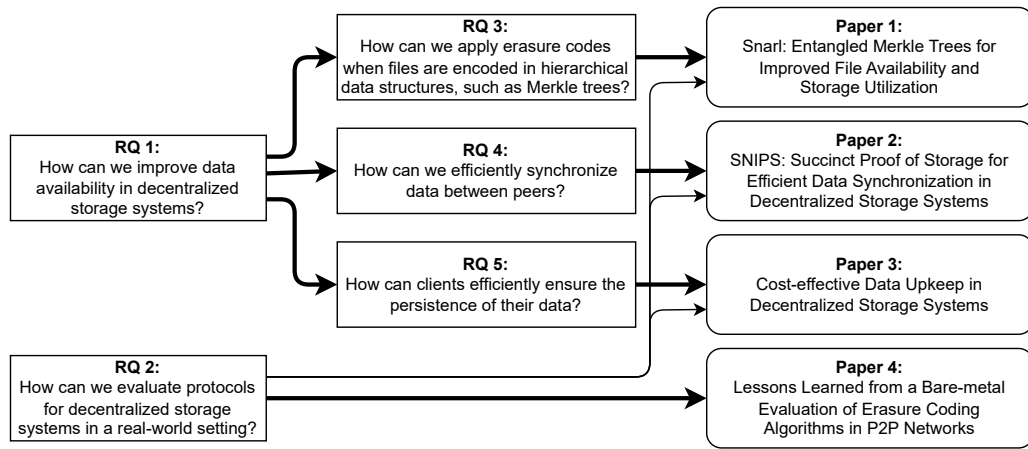 RQ 1:
How can we improve data
availability in decentralized
storage systems?
RQ 2:
How can we evaluate protocols
for decentralized storage
systems in a real-world setting?
RQ 3:
How can we apply erasure codes
when files are encoded in hierarchical
data structures, such as Merkle trees?
RQ 4:
How can we efficiently synchronize
data between peers?
RQ 5:
How can clients efficiently ensure the
persistence of their data?
Paper 1:
Snarl: Entangled Merkle Trees for
Improved File Availability and
Storage Utilization
Paper 2:
SNIPS: Succinct Proof of Storage for
Efficient Data Synchronization in
Decentralized Storage Systems
Paper 3:
Cost-effective Data Upkeep in
Decentralized Storage Systems
Paper 4:
Lessons Learned from a Bare-metal
Evaluation of Erasure Coding
Algorithms in P2P Networks